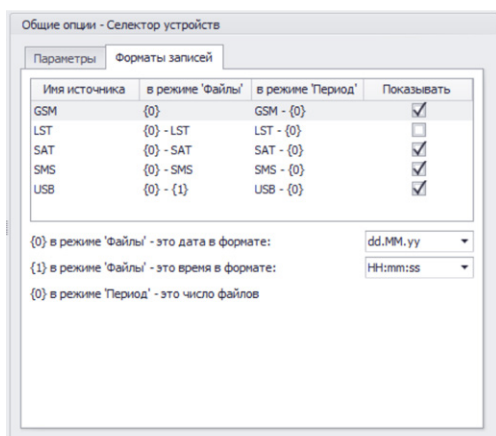 Общие опции - Селектор устройств
Параметры Форматы записей
Имя источника в режиме 'Файлы' в режиме 'Период' Показывать
GSM {0} GSM - {0}
LST {0} - LST LST - {0}
SAT {0} - SAT SAT - {0}
SMS {0} - SMS SMS - {0}
USB {0} - {1} USB - {0}
{0} в режиме 'Файлы' - это дата в формате: dd.MM.yy
{1} в режиме 'Файлы' - это время в формате: HH:mm:ss
{0} в режиме 'Период' - это число файлов